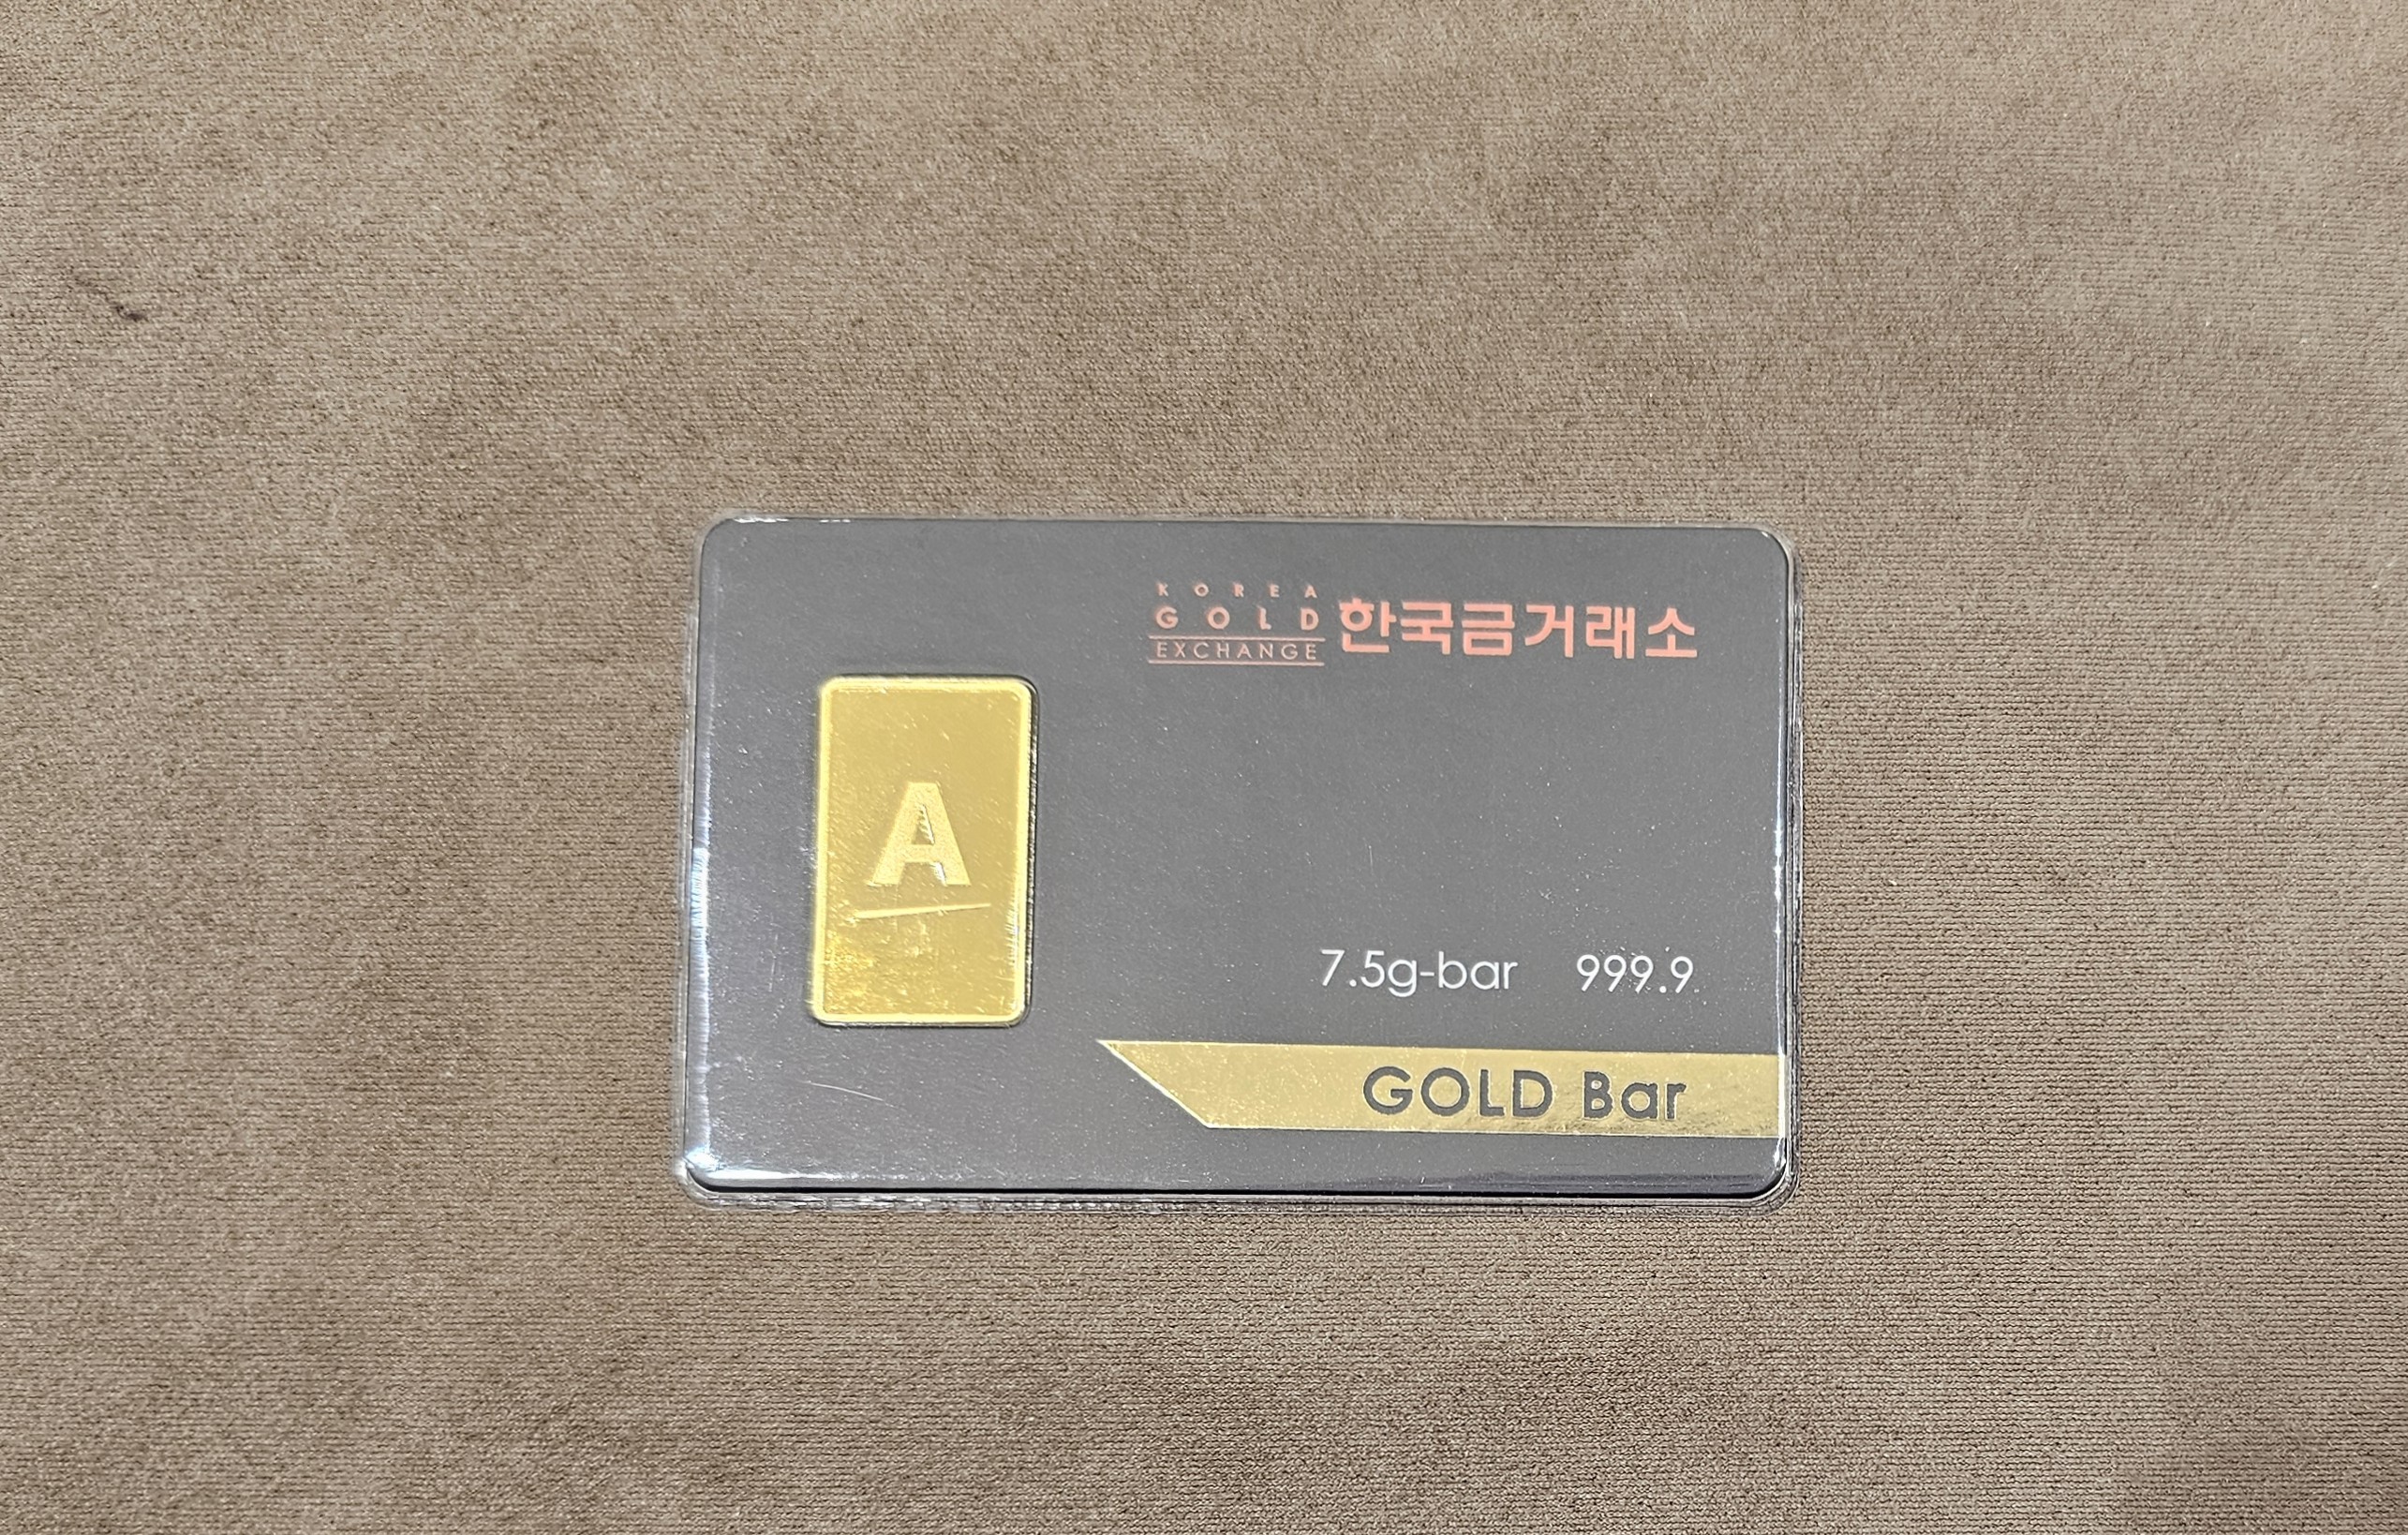 KOREA
GOLD
EXCHANGE
한국금거래소
A
7.5g-bar 999.9
GOLD Bar